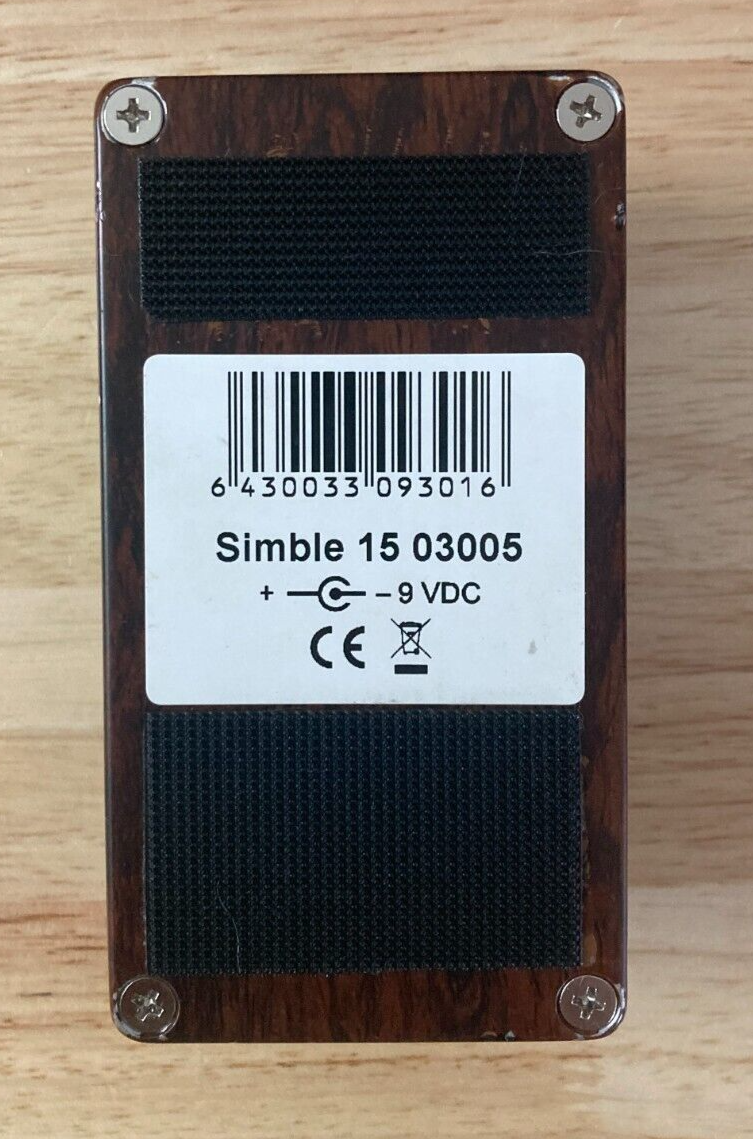 6 430033 093016
Simble 15 03005
+ – 9 VDC
CE